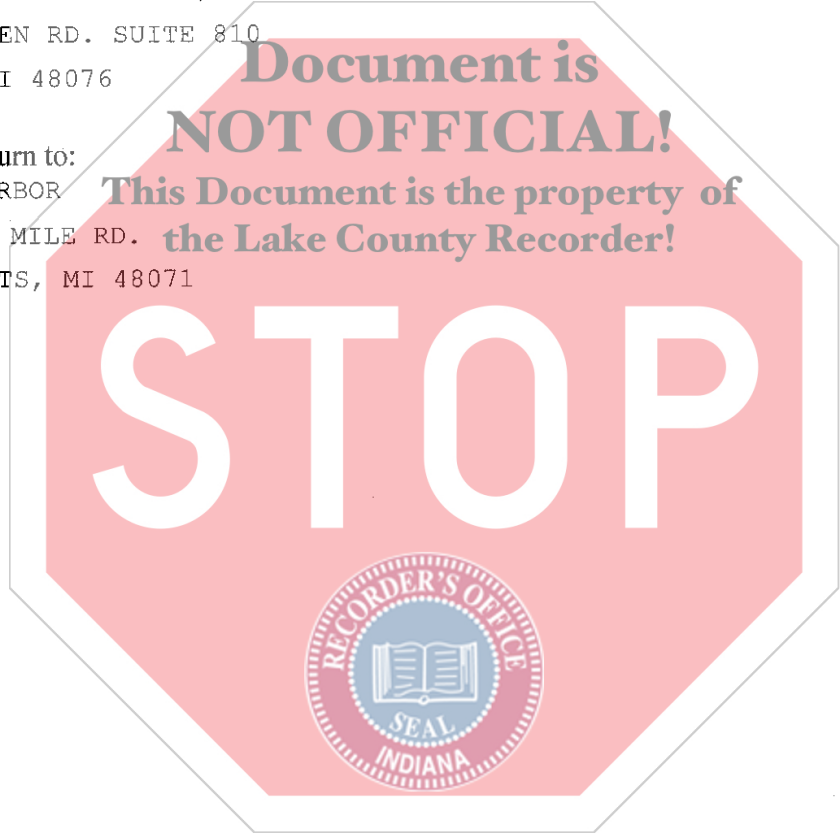 EN RD. SUITE 810
Document is
I 48076
NOT OFFICIAL!
urn to:
RBOR
This Document is the property of
MILE RD.
the Lake County Recorder!
TS, MI 48071
STOP
RECORDER'S OFFICE
SEAL
INDIANA